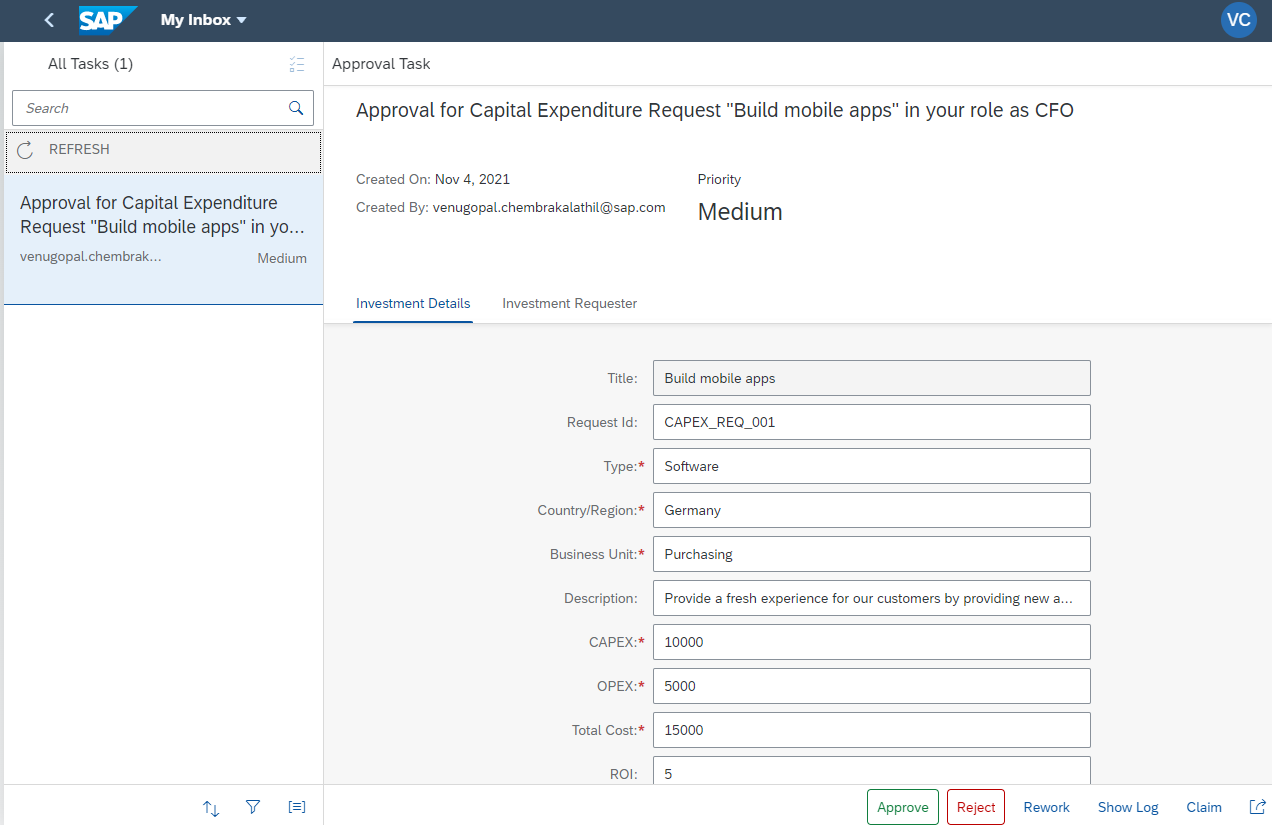 SAP My Inbox
VC
All Tasks (1)
Search
REFRESH
Approval for Capital Expenditure
Request "Build mobile apps" in yo...
venugopal.chembrak...
Medium
Approval Task
Approval for Capital Expenditure Request "Build mobile apps" in your role as CFO
Created On: Nov 4, 2021
Created By: venugopal.chembrakalathil@sap.com
Priority
Medium
Investment Details
Investment Requester
Title: Build mobile apps
Request Id: CAPEX_REQ_001
Type:* Software
Country/Region:* Germany
Business Unit:* Purchasing
Description: Provide a fresh experience for our customers by providing new a...
CAPEX:* 10000
OPEX:* 5000
Total Cost:* 15000
ROI: 5
Approve
Reject
Rework
Show Log
Claim